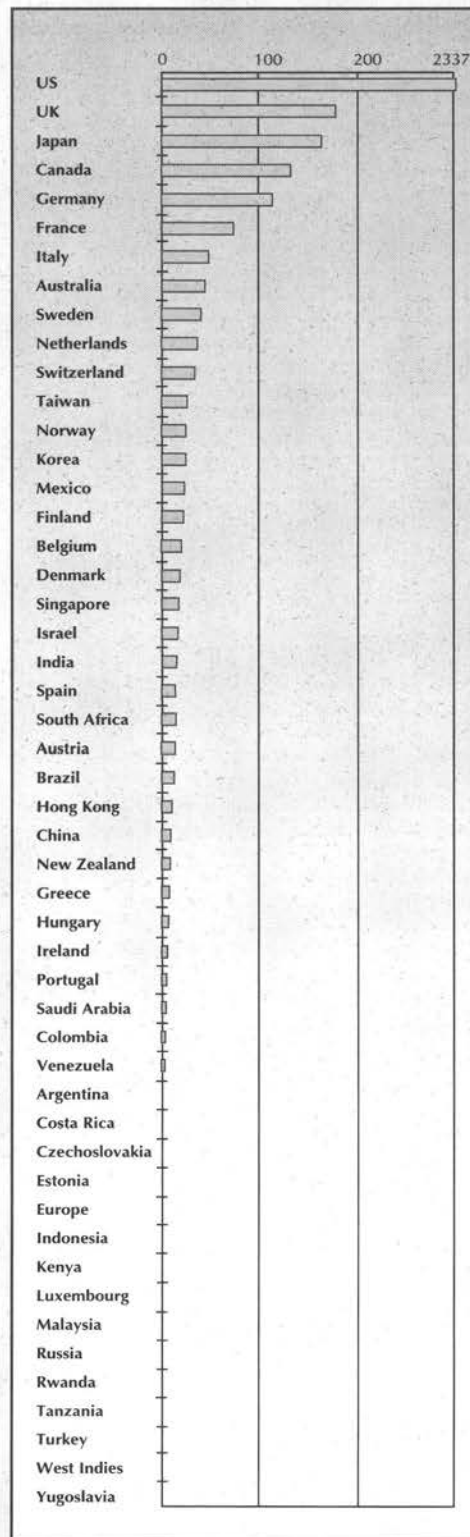 0 100 200 2337
US
UK
Japan
Canada
Germany
France
Italy
Australia
Sweden
Netherlands
Switzerland
Taiwan
Norway
Korea
Mexico
Finland
Belgium
Denmark
Singapore
Israel
India
Spain
South Africa
Austria
Brazil
Hong Kong
China
New Zealand
Greece
Hungary
Ireland
Portugal
Saudi Arabia
Colombia
Venezuela
Argentina
Costa Rica
Czechoslovakia
Estonia
Europe
Indonesia
Kenya
Luxembourg
Malaysia
Russia
Rwanda
Tanzania
Turkey
West Indies
Yugoslavia